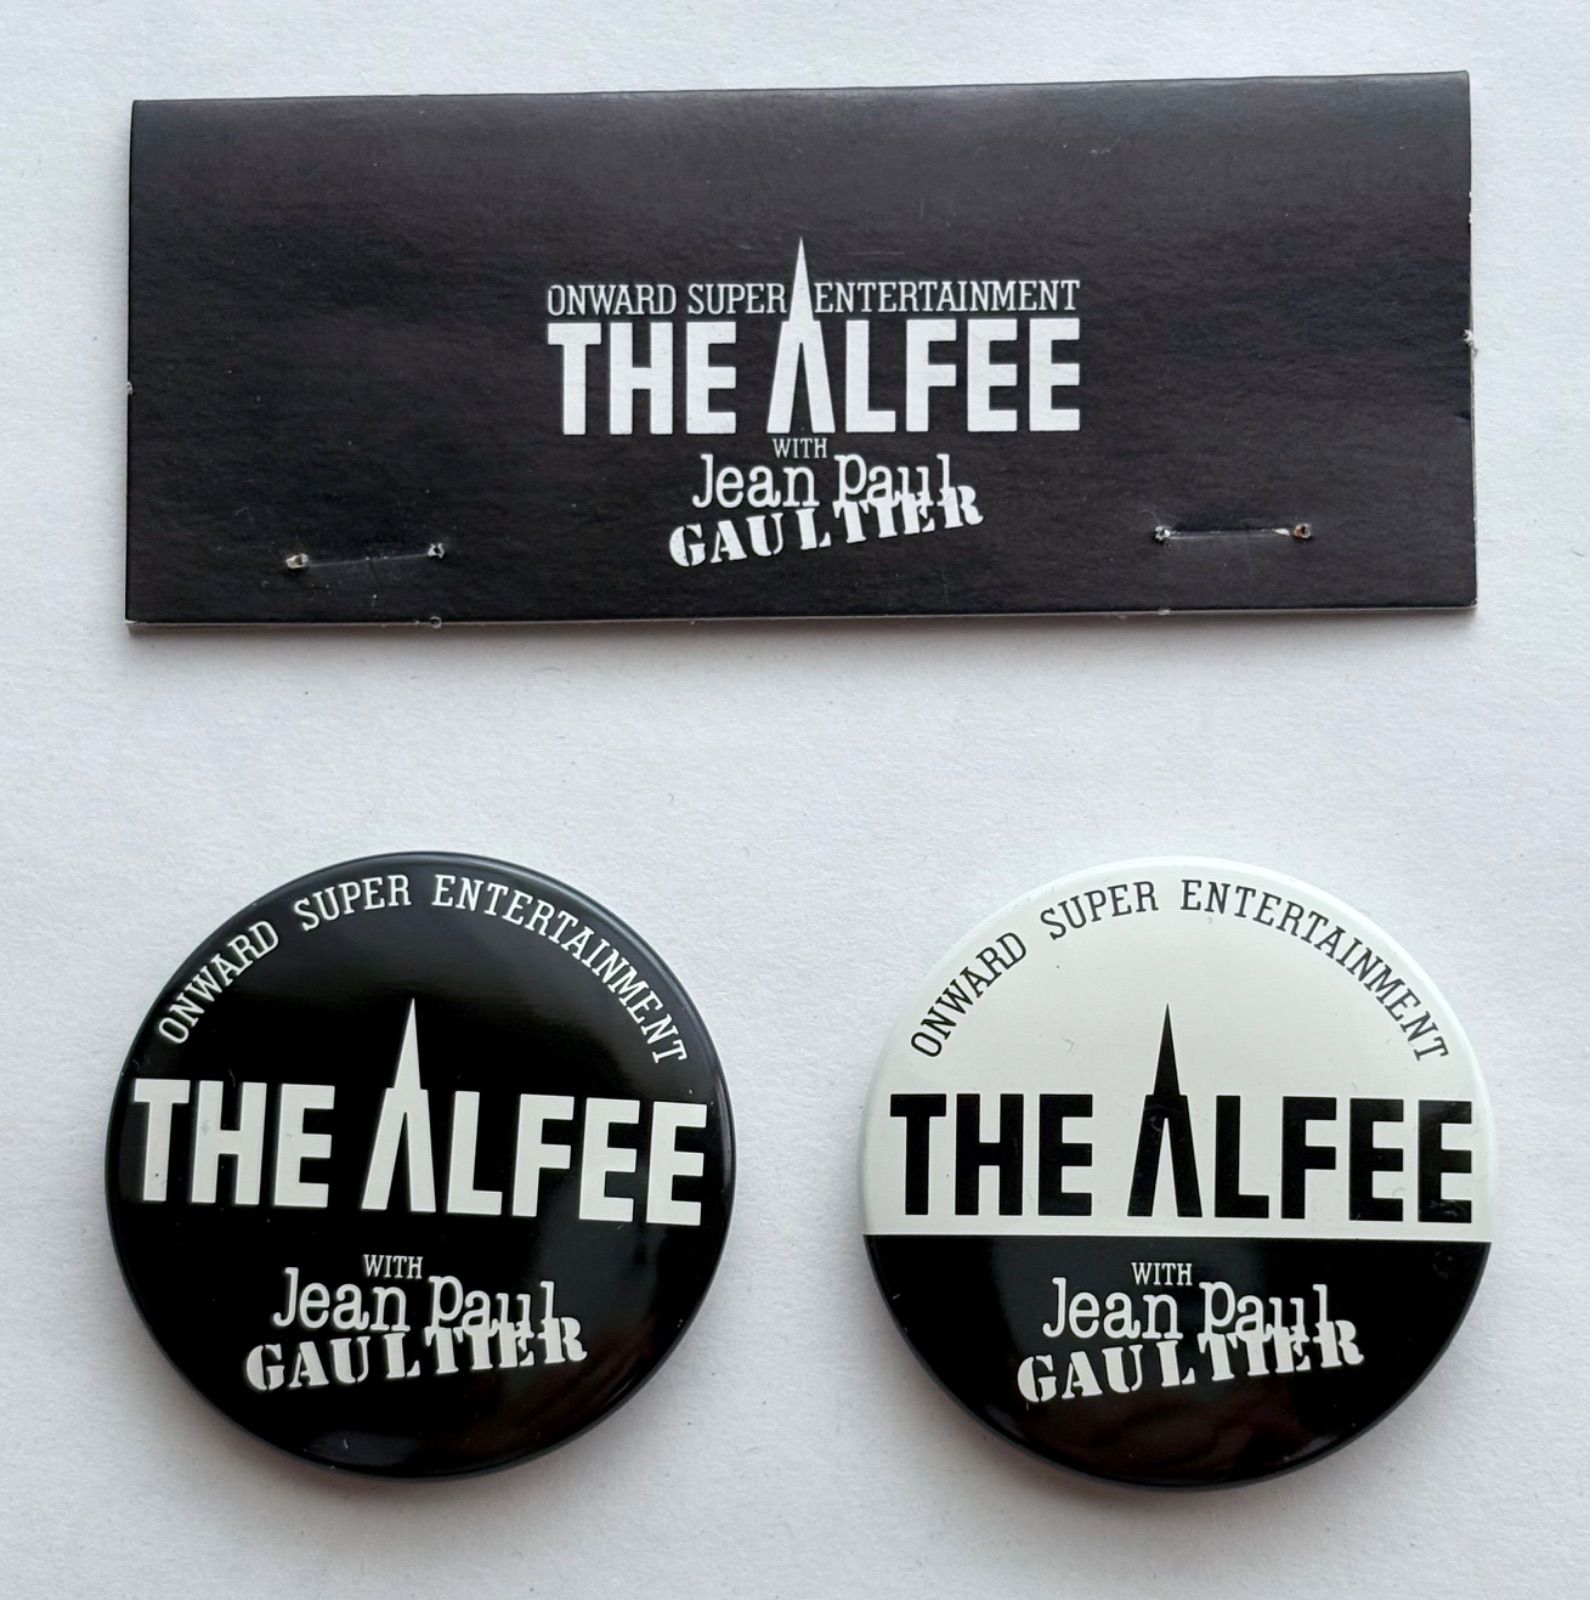 ONWARD SUPER ENTERTAINMENT
THE ALFEE
WITH
Jean Paul
GAULTIER
ONWARD SUPER ENTERTAINMENT
THE ALFEE
WITH
Jean Paul
GAULTIER
ONWARD SUPER ENTERTAINMENT
THE ALFEE
WITH
Jean Paul
GAULTIER